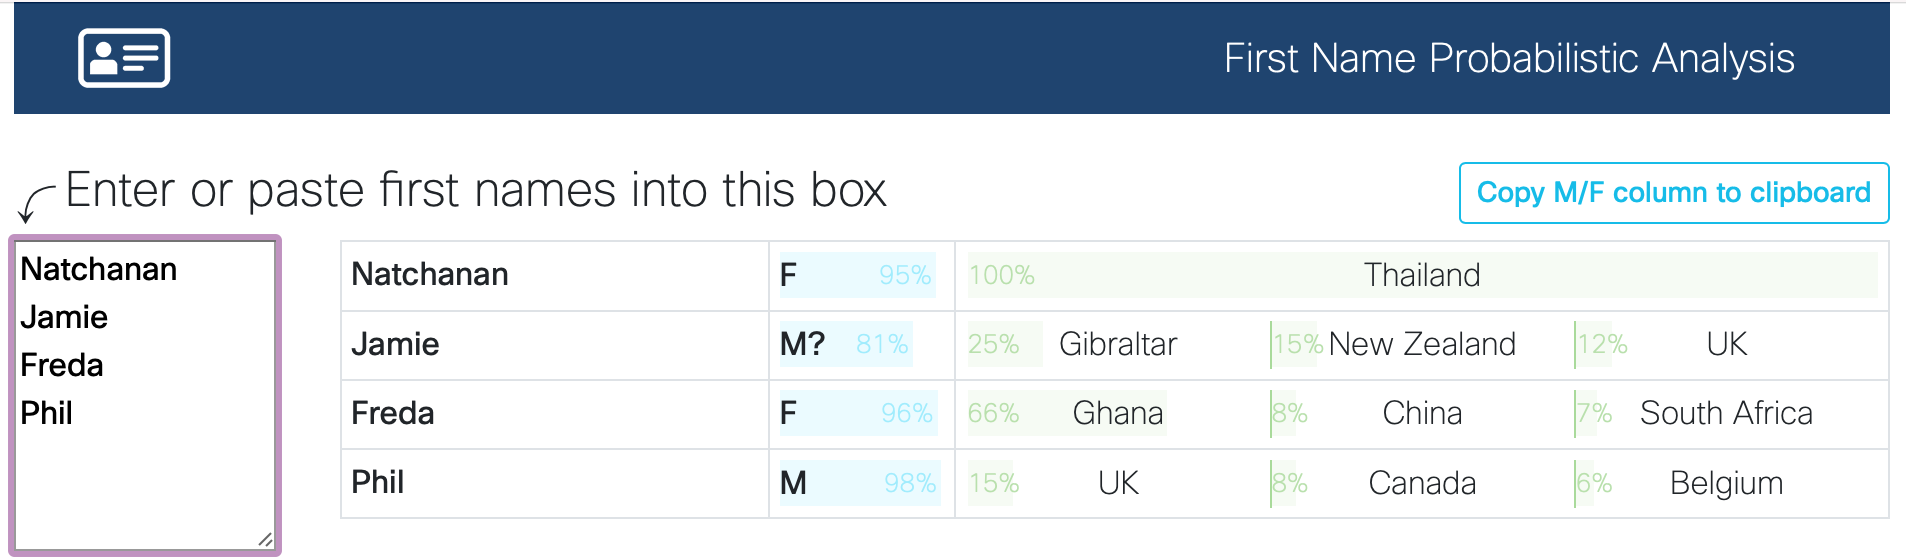 First Name Probabilistic Analysis
Enter or paste first names into this box
Copy M/F column to clipboard
Natchanan
Jamie
Freda
Phil
Natchanan F 95% 100% Thailand
Jamie M? 81% 25% Gibraltar 15% New Zealand 12% UK
Freda F 96% 66% Ghana 8% China 7% South Africa
Phil M 98% 15% UK 8% Canada 6% Belgium